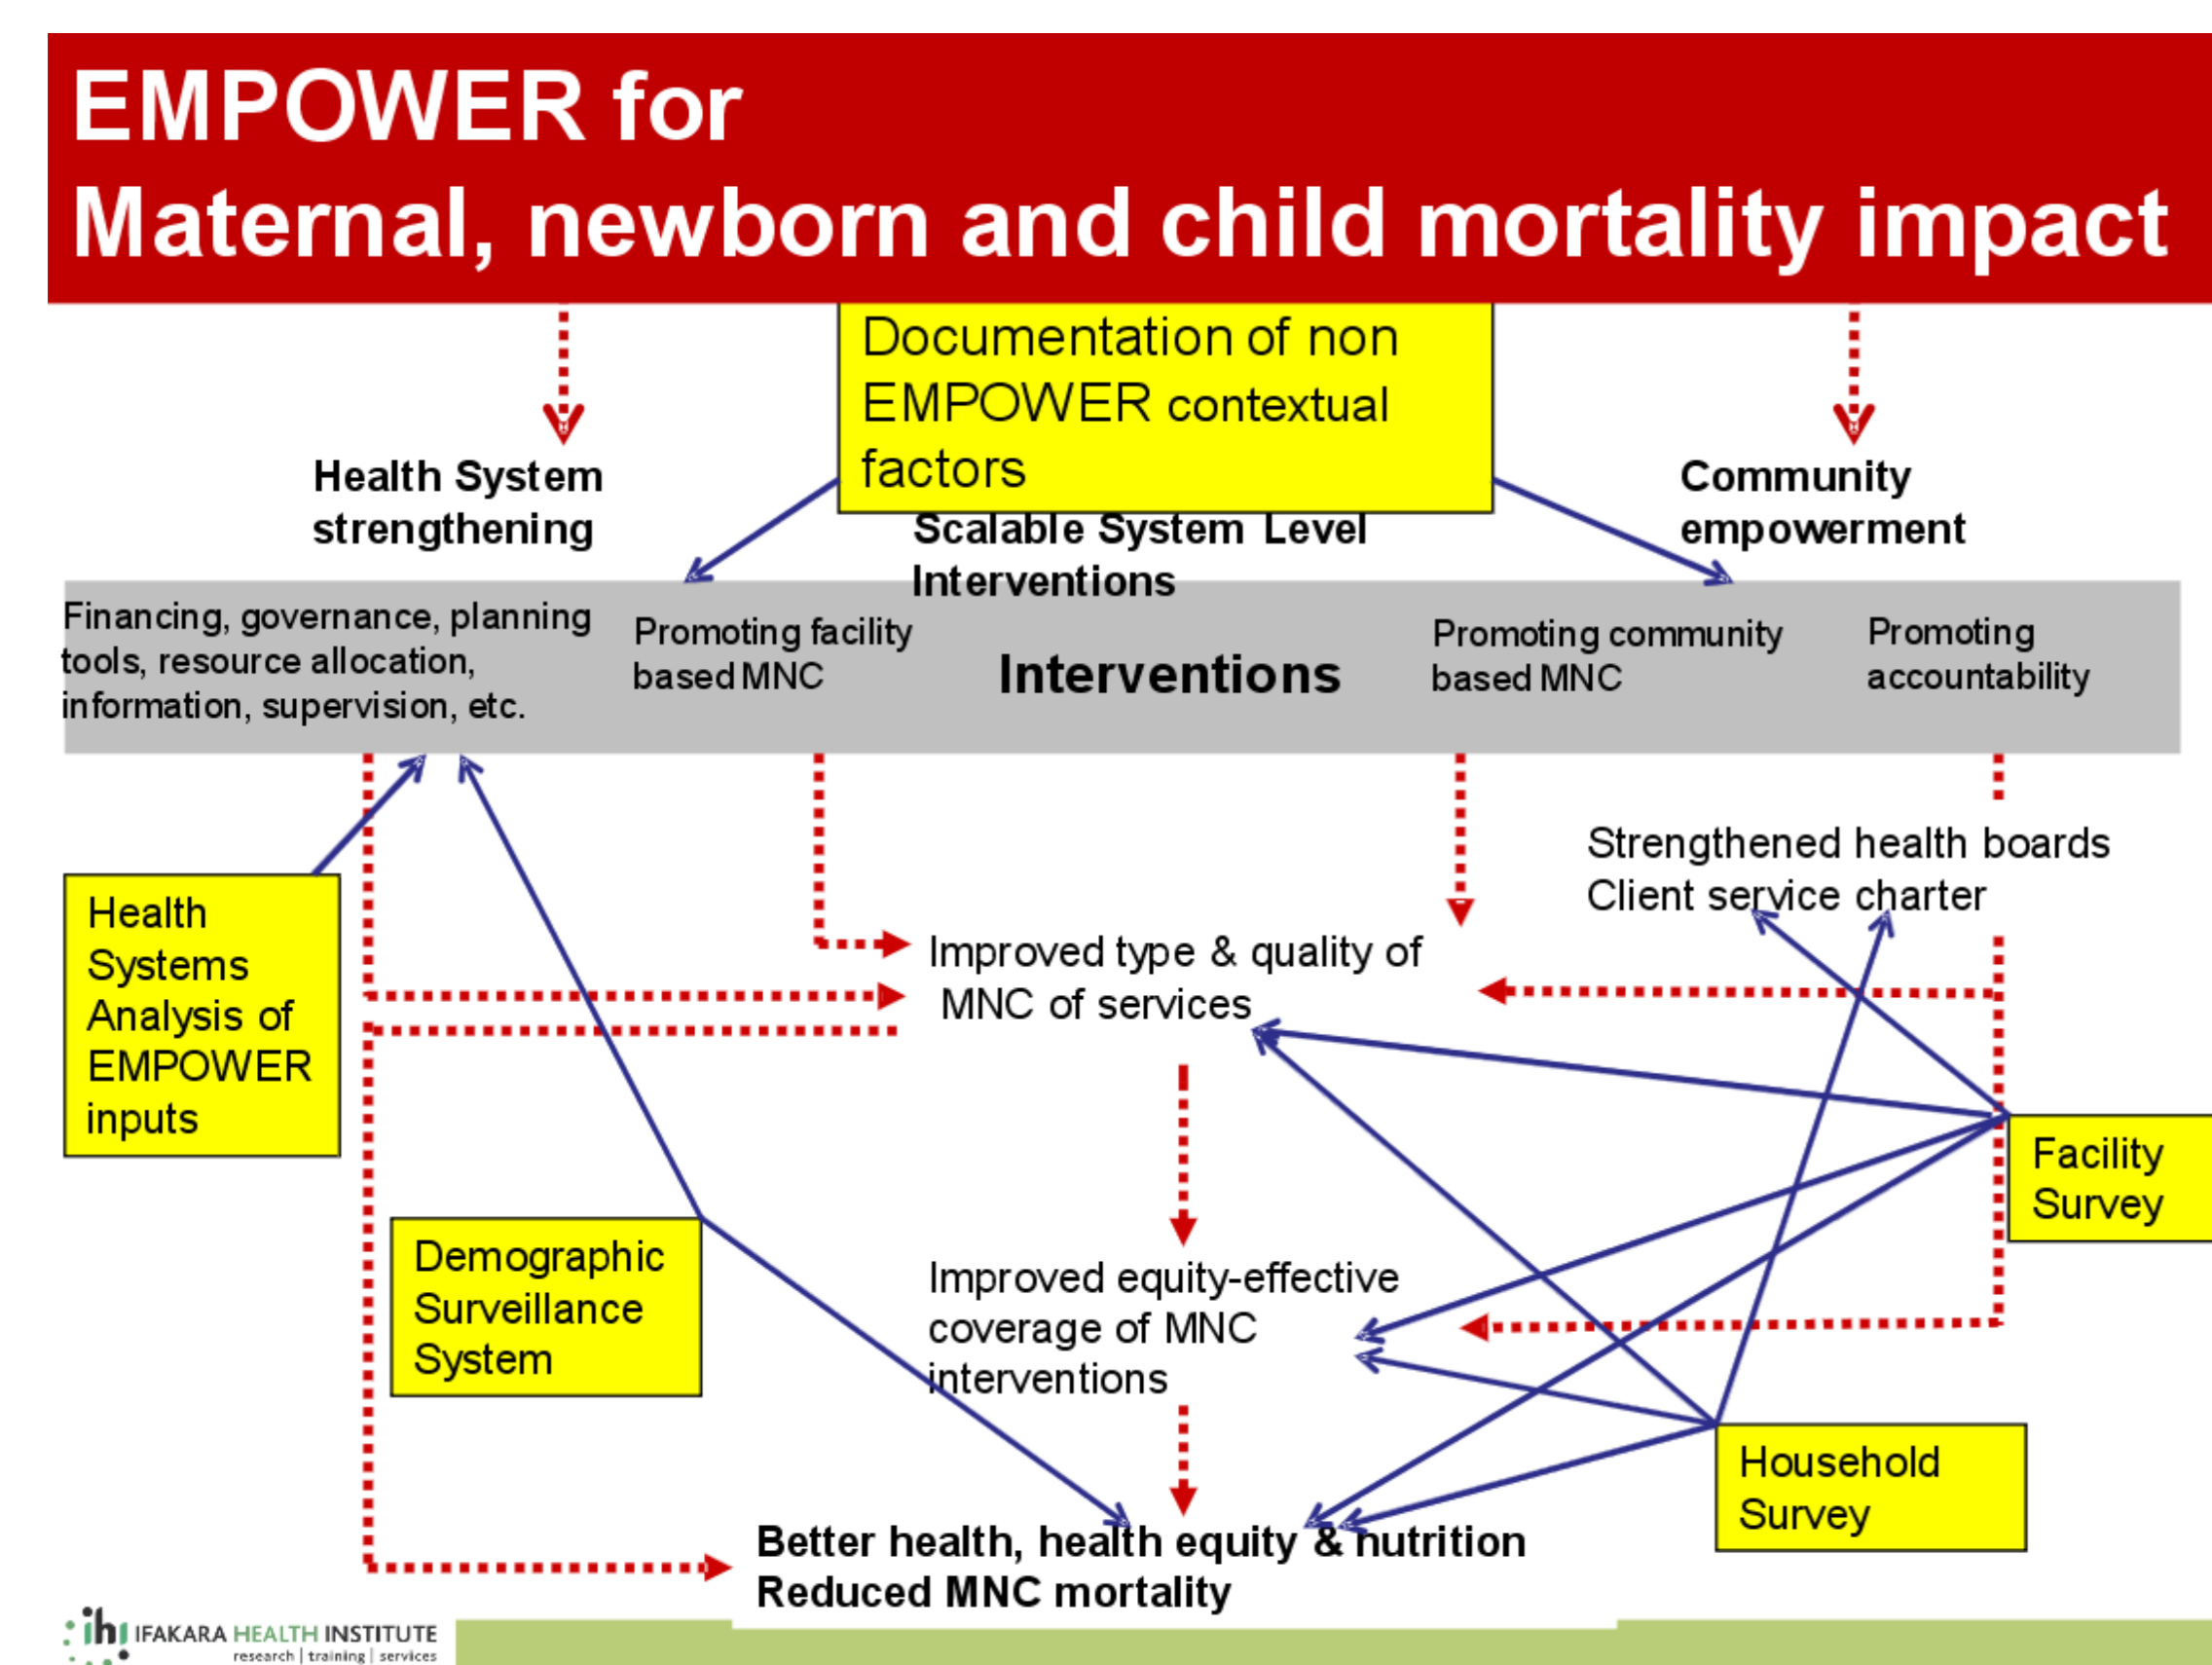 EMPOWER for
Maternal, newborn and child mortality impact
Documentation of non
EMPOWER contextual
factors
Health System
strengthening
Scalable System Level
Interventions
Community
empowerment
Financing, governance, planning
tools, resource allocation,
information, supervision, etc.
Promoting facility
based MNC
Interventions
Promoting community
based MNC
Promoting
accountability
Strengthened health boards
Client service charter
Health
Systems
Analysis of
EMPOWER
inputs
Improved type & quality of
MNC of services
Facility
Survey
Demographic
Surveillance
System
Improved equity-effective
coverage of MNC
interventions
Household
Survey
Better health, health equity & nutrition
Reduced MNC mortality
ihi IFAKARA HEALTH INSTITUTE
research | training | services